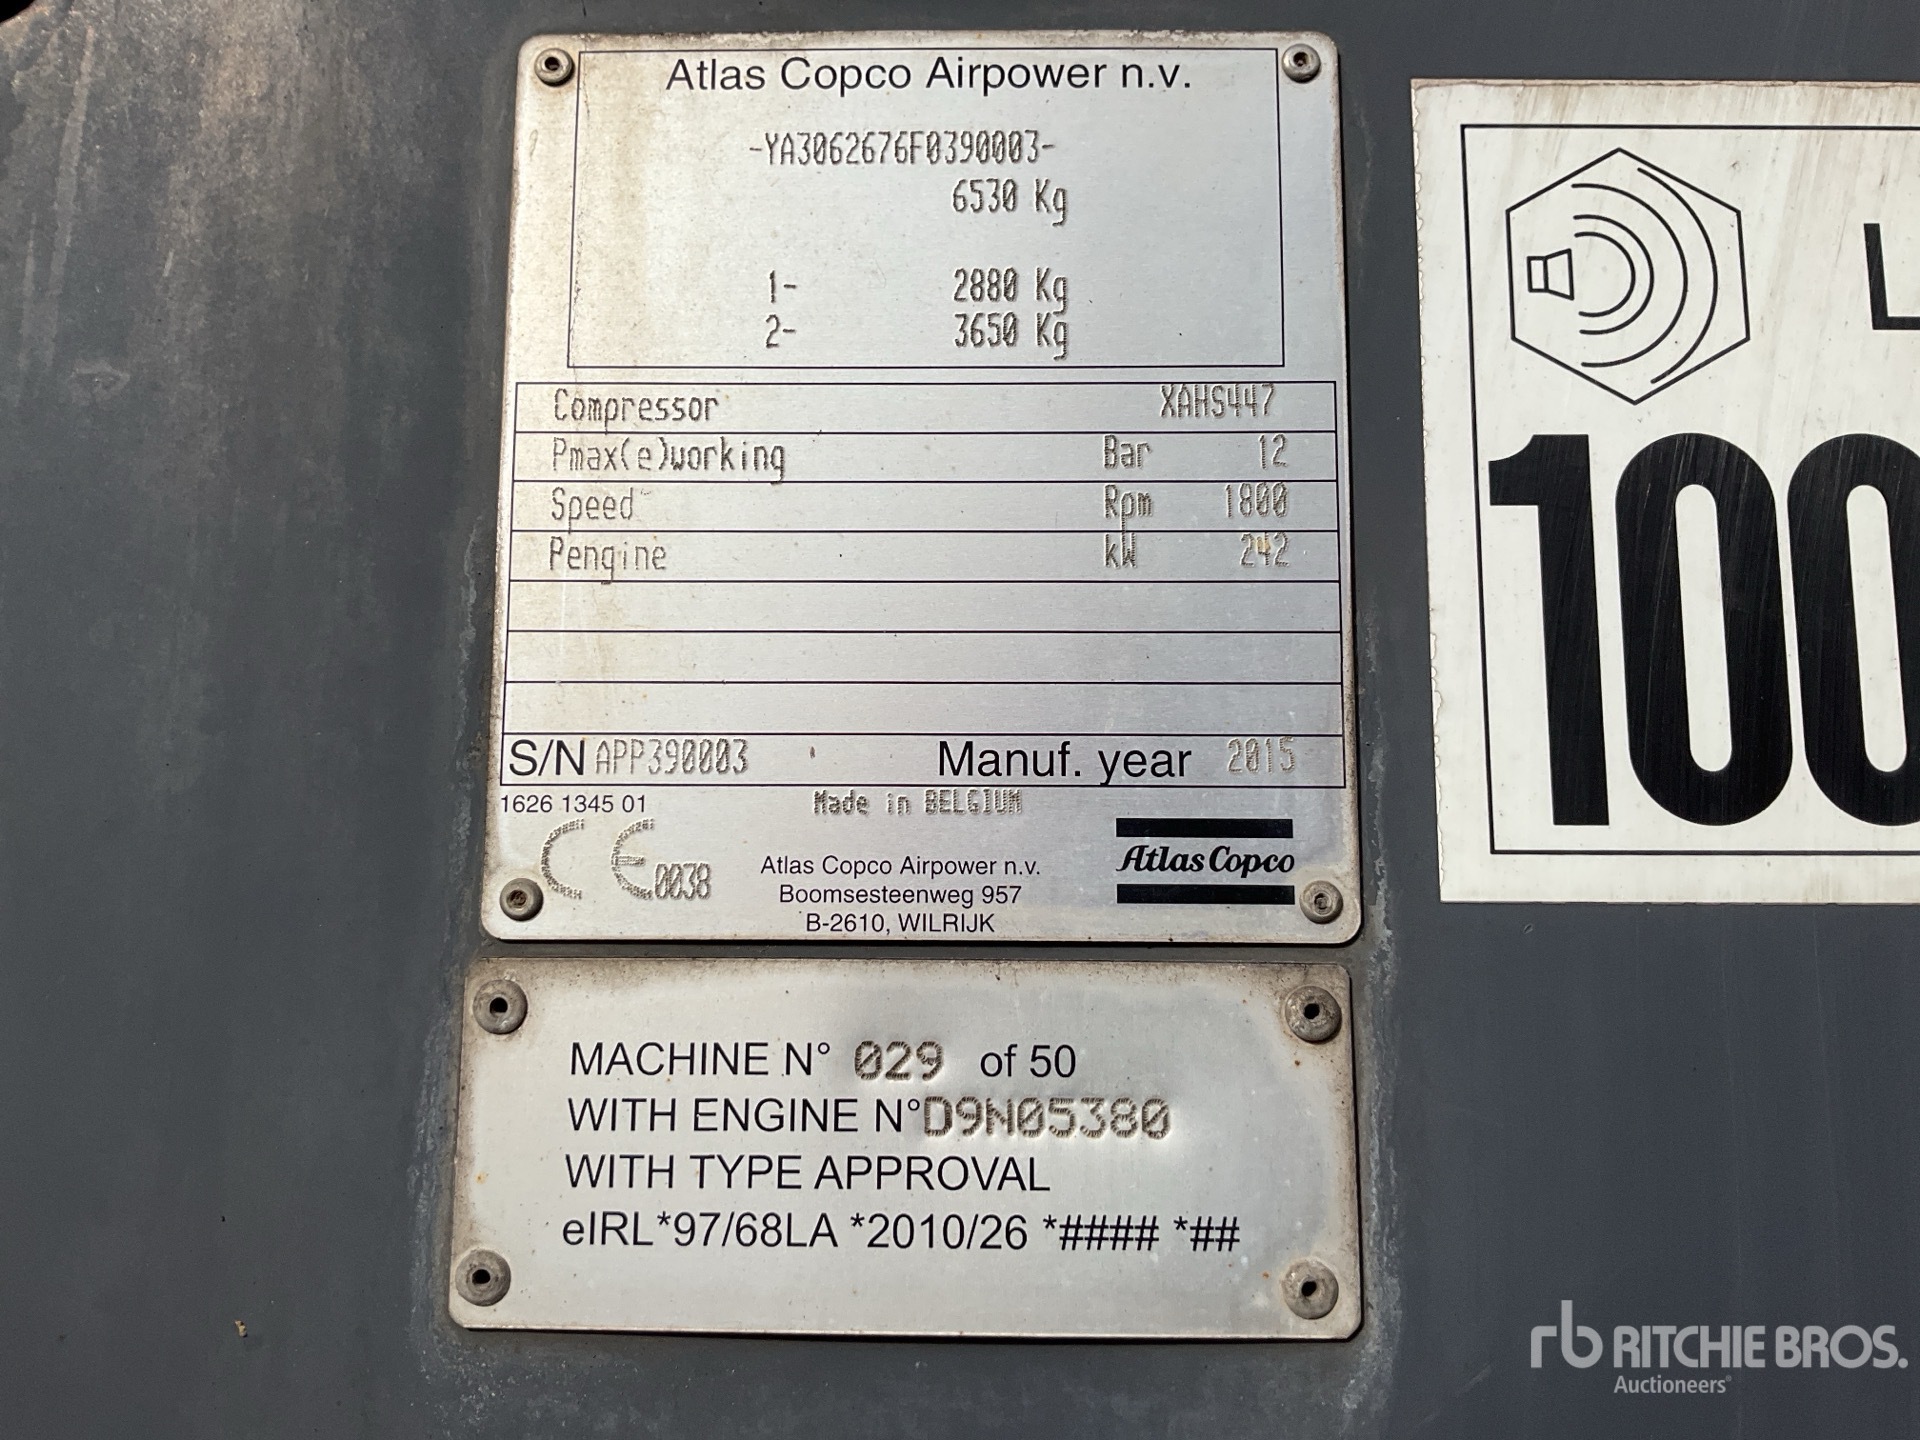 Atlas Copco Airpower n.v.
-YA3062676F0390003-
6530 Kg
1- 2880 Kg
2- 3650 Kg
Compressor XAHS447
Pmax(e)working Bar 12
Speed Rpm 1800
Pengine kW 242
S/N APP390003 Manuf. year 2015
1626 1345 01 Made in BELGIUM
CE 0038
Atlas Copco Airpower n.v.
Boomsesteenweg 957
B-2610, WILRIJK
Atlas Copco
MACHINE N° 029 of 50
WITH ENGINE N° D9N05380
WITH TYPE APPROVAL
eIRL*97/68LA *2010/26 *#### *##
L
100
rb RITCHIE BROS.
Auctioneers